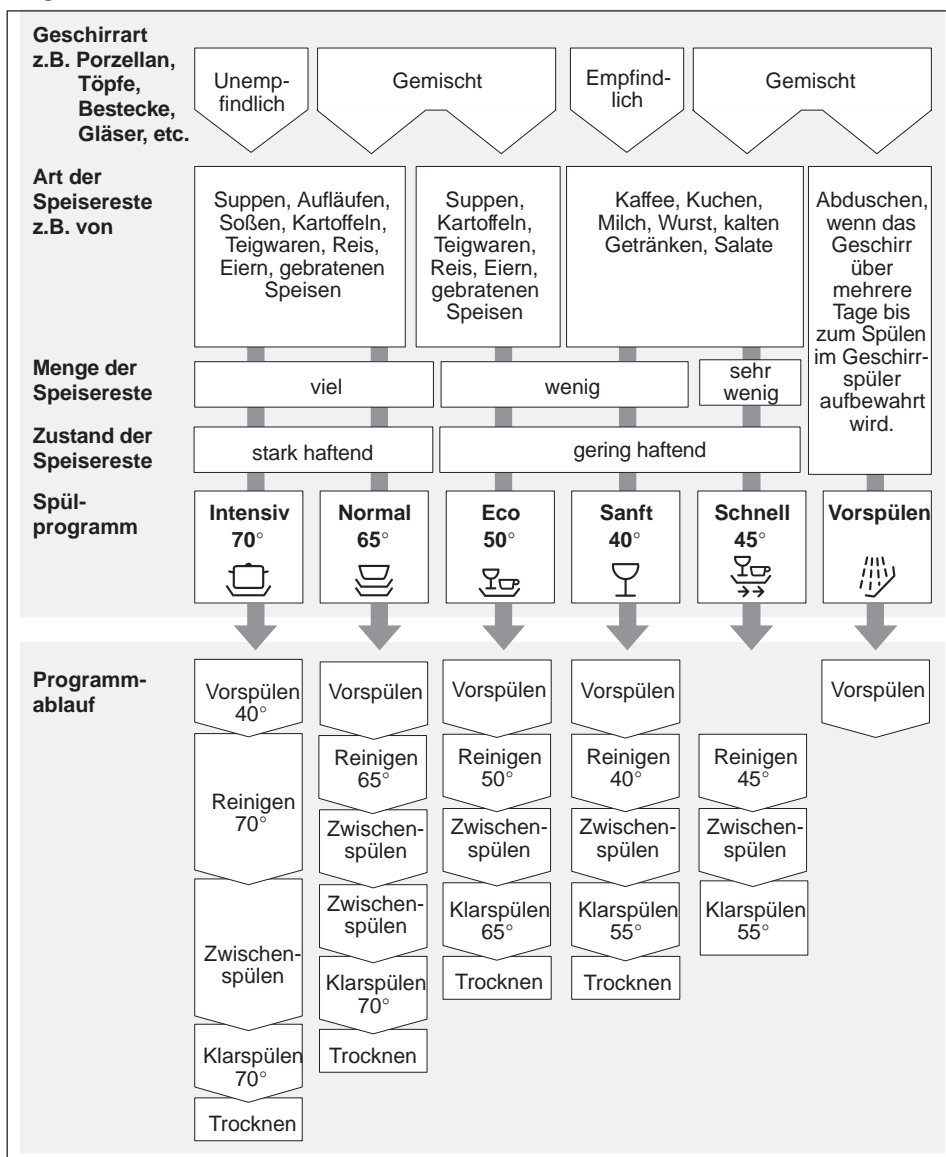 Geschirrart
z.B. Porzellan,
Töpfe,
Bestecke,
Gläser, etc.
Unemp-
findlich
Gemischt
Empfind-
lich
Gemischt
Art der
Speisereste
z.B. von
Suppen, Aufläufen,
Soßen, Kartoffeln,
Teigwaren, Reis,
Eiern, gebratenen
Speisen
Suppen,
Kartoffeln,
Teigwaren,
Reis, Eiern,
gebratenen
Speisen
Kaffee, Kuchen,
Milch, Wurst, kalten
Getränken, Salate
Abduschen,
wenn das
Geschirr
über
mehrere
Tage bis
zum Spülen
im Geschirr-
spüler
aufbewahrt
wird.
Menge der
Speisereste
viel
wenig
sehr
wenig
Zustand der
Speisereste
stark haftend
gering haftend
Spül-
programm
Intensiv
70°
Normal
65°
Eco
50°
Sanft
40°
Schnell
45°
Vorspülen
Programm-
ablauf
Vorspülen
40°
Reinigen
70°
Zwischen-
spülen
Klarspülen
70°
Trocknen
Vorspülen
Reinigen
65°
Zwischen-
spülen
Zwischen-
spülen
Klarspülen
70°
Trocknen
Vorspülen
Reinigen
50°
Zwischen-
spülen
Klarspülen
65°
Trocknen
Vorspülen
Reinigen
40°
Zwischen-
spülen
Klarspülen
55°
Trocknen
Reinigen
45°
Zwischen-
spülen
Klarspülen
55°
Vorspülen